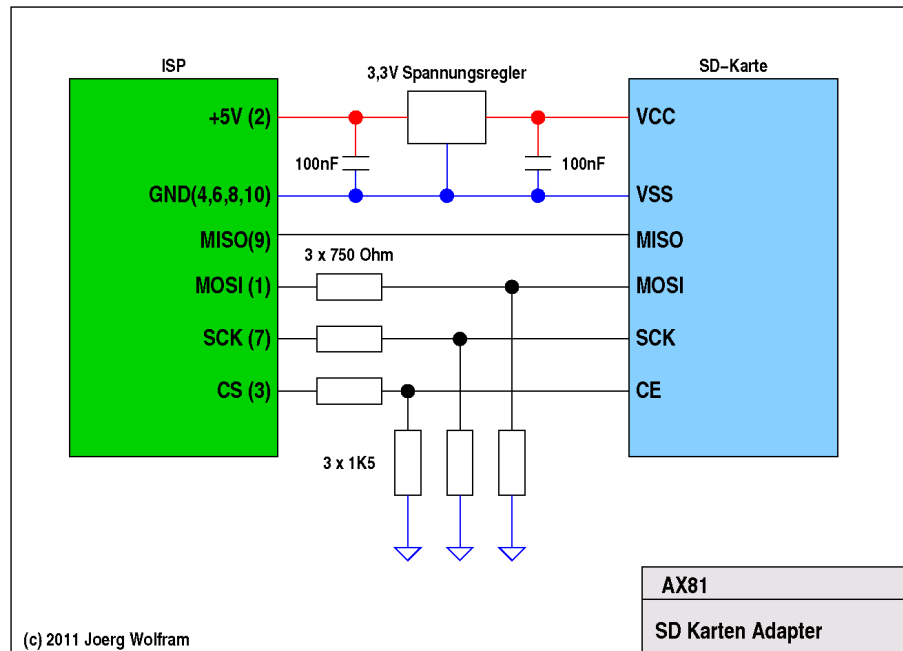 ISP
3,3V Spannungsregler
SD-Karte
+5V (2)
VCC
100nF
100nF
GND(4,6,8,10)
VSS
MISO(9)
MISO
3 x 750 Ohm
MOSI (1)
MOSI
SCK (7)
SCK
CS (3)
CE
3 x 1K5
AX81
SD Karten Adapter
(c) 2011 Joerg Wolfram